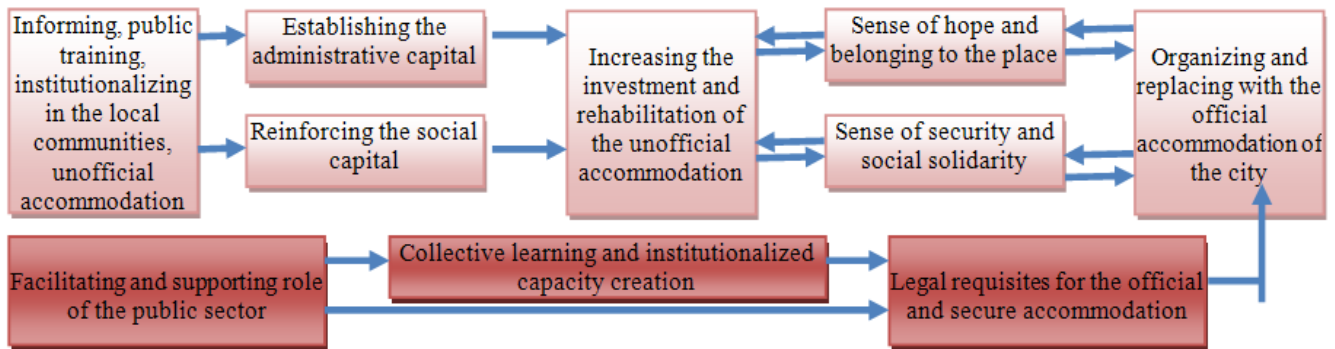 Informing, public
training,
institutionalizing
in the local
communities,
unofficial
accommodation
Establishing the
administrative capital
Reinforcing the social
capital
Increasing the
investment and
rehabilitation of
the unofficial
accommodation
Sense of hope and
belonging to the place
Sense of security and
social solidarity
Organizing and
replacing with the
official
accommodation of
the city
Facilitating and supporting role
of the public sector
Collective learning and institutionalized
capacity creation
Legal requisites for the official
and secure accommodation